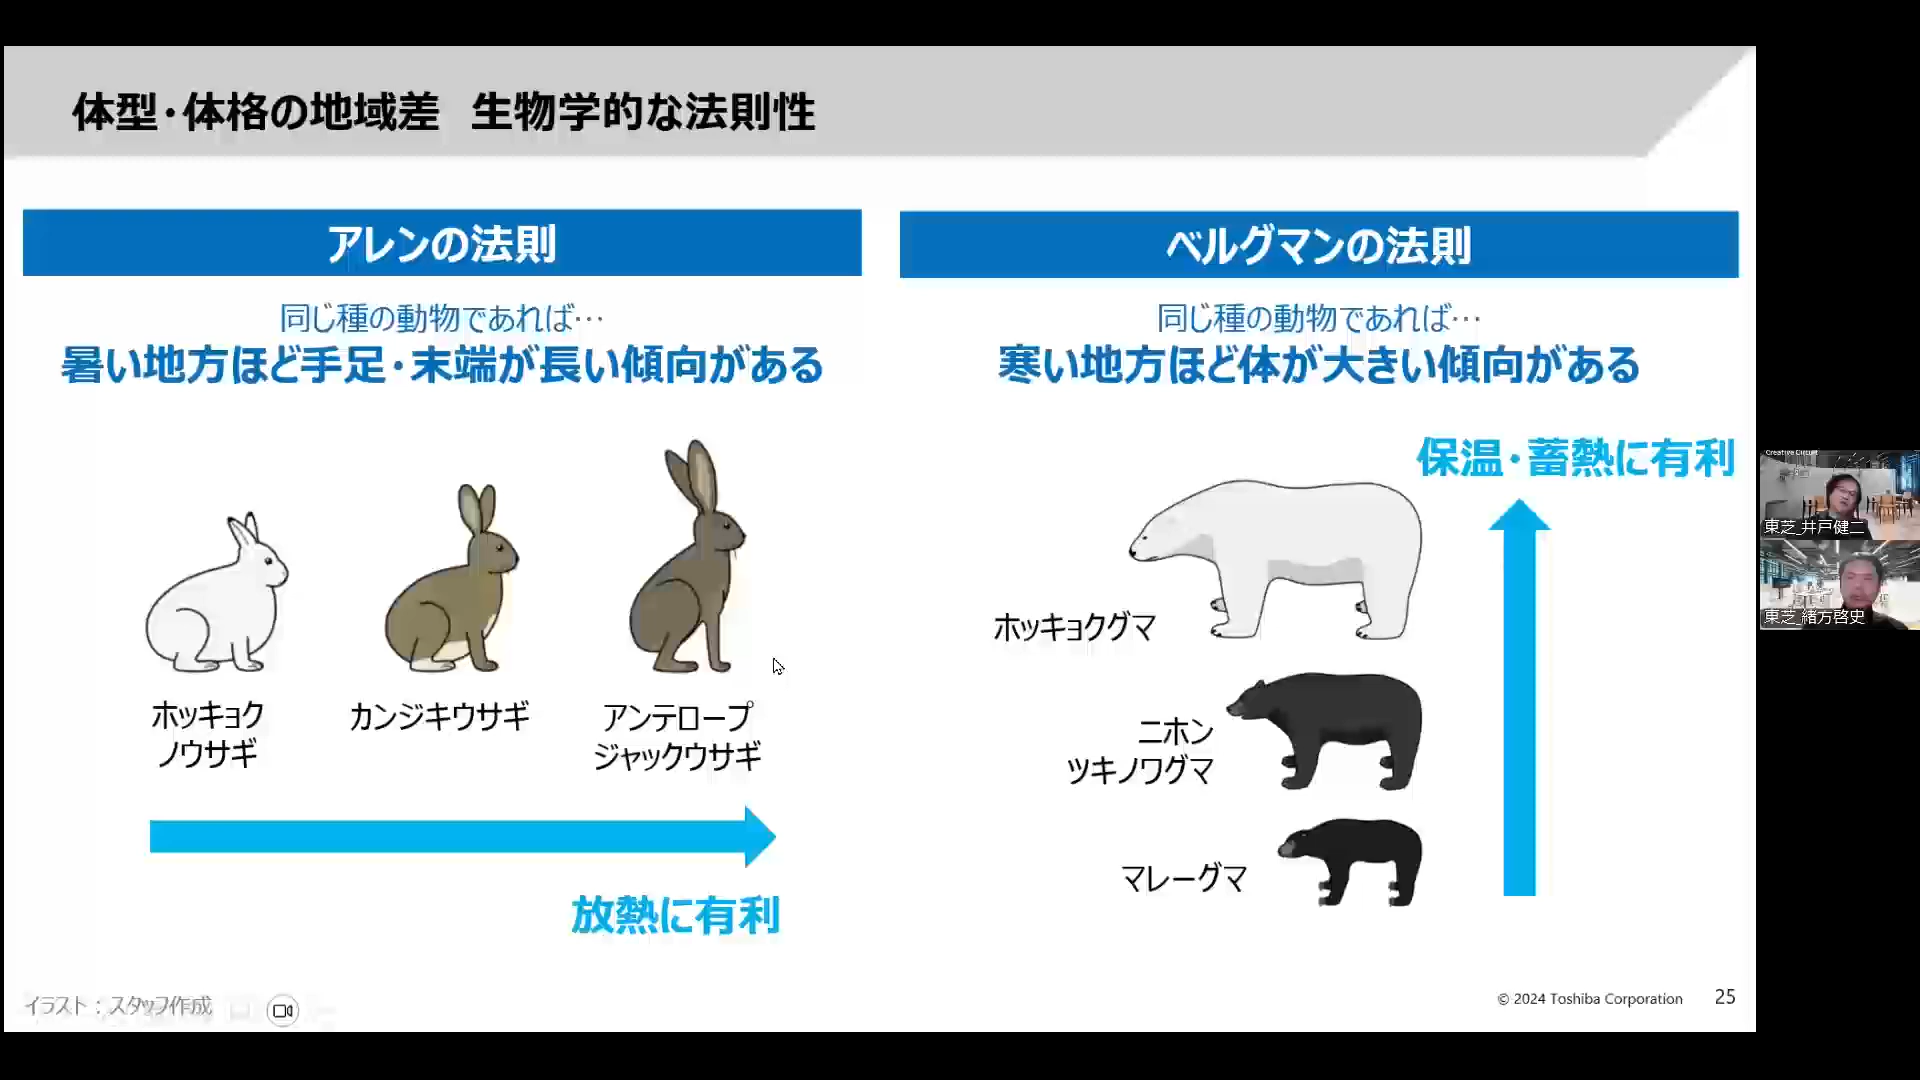 体型・体格の地域差　生物学的な法則性
アレンの法則
同じ種の動物であれば…
暑い地方ほど手足・末端が長い傾向がある
ホッキョク
ノウサギ
カンジキウサギ
アンテロープ
ジャックウサギ
放熱に有利
ベルグマンの法則
同じ種の動物であれば…
寒い地方ほど体が大きい傾向がある
保温・蓄熱に有利
ホッキョクグマ
ニホン
ツキノワグマ
マレーグマ
イラスト：スタッフ作成
© 2024 Toshiba Corporation
25
Creative Circuit
東芝_井戸健二
東芝_緒方啓史